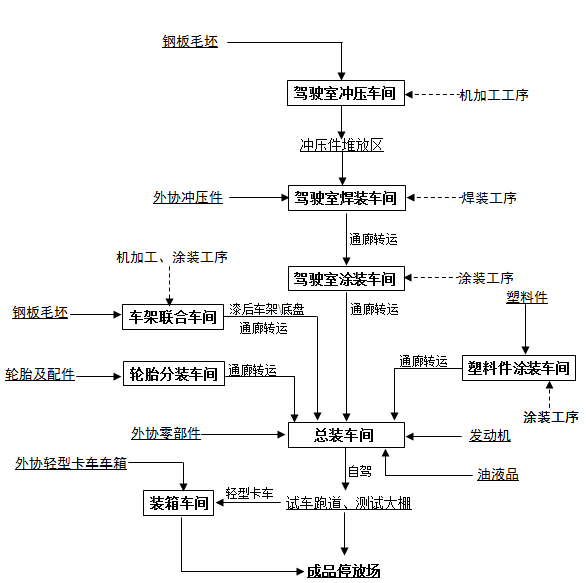 钢板毛坯
驾驶室冲压车间
机加工工序
冲压件堆放区
外协冲压件
驾驶室焊装车间
焊装工序
通廊转运
机加工、涂装工序
驾驶室涂装车间
涂装工序
塑料件
钢板毛坯
车架联合车间
漆后车架\底盘
通廊转运
通廊转运
轮胎及配件
轮胎分装车间
通廊转运
通廊转运
塑料件涂装车间
涂装工序
外协零部件
总装车间
发动机
自驾
油液品
外协轻型卡车车箱
装箱车间
轻型卡车
试车跑道、测试大棚
成品停放场